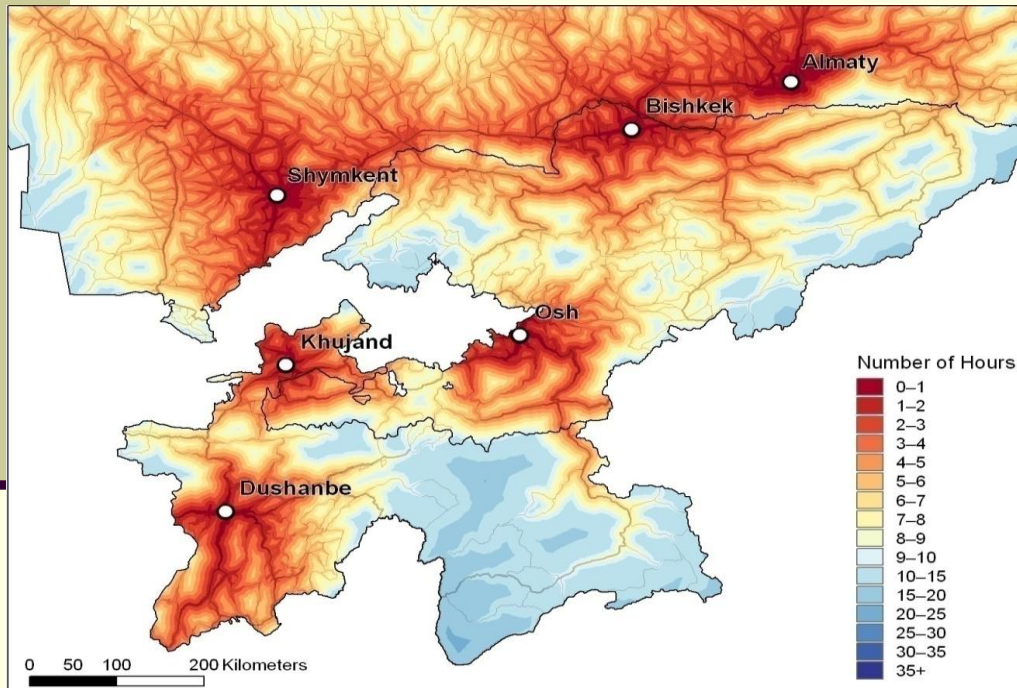 Almaty
Bishkek
Shymkent
Osh
Khujand
Dushanbe
Number of Hours
0–1
1–2
2–3
3–4
4–5
5–6
6–7
7–8
8–9
9–10
10–15
15–20
20–25
25–30
30–35
35+
0 50 100 200 Kilometers